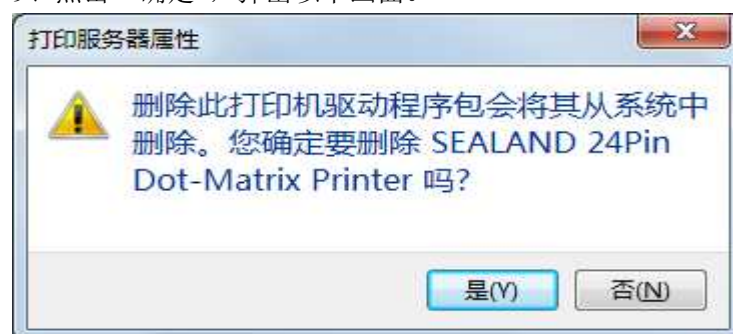 打印服务器属性
删除此打印机驱动程序包会将其从系统中
删除。您确定要删除 SEALAND 24Pin
Dot-Matrix Printer 吗?
是(Y)
否(N)